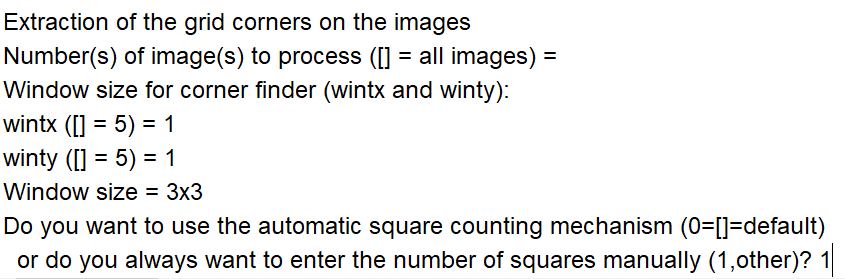 Extraction of the grid corners on the images
Number(s) of image(s) to process ([] = all images) =
Window size for corner finder (wintx and winty):
wintx ([] = 5) = 1
winty ([] = 5) = 1
Window size = 3x3
Do you want to use the automatic square counting mechanism (0=[]=default)
or do you always want to enter the number of squares manually (1,other)? 1